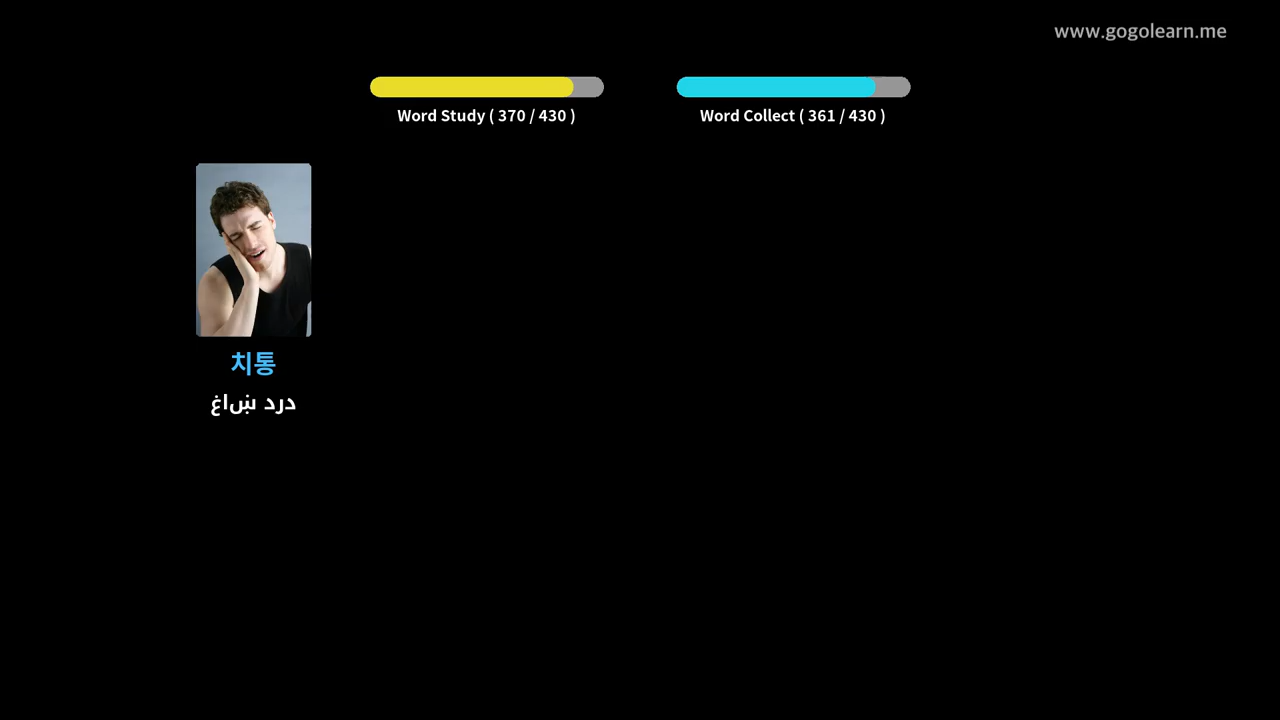 www.gogolearn.me
Word Study ( 370 / 430 )
Word Collect ( 361 / 430 )
치통
درد ښاغ